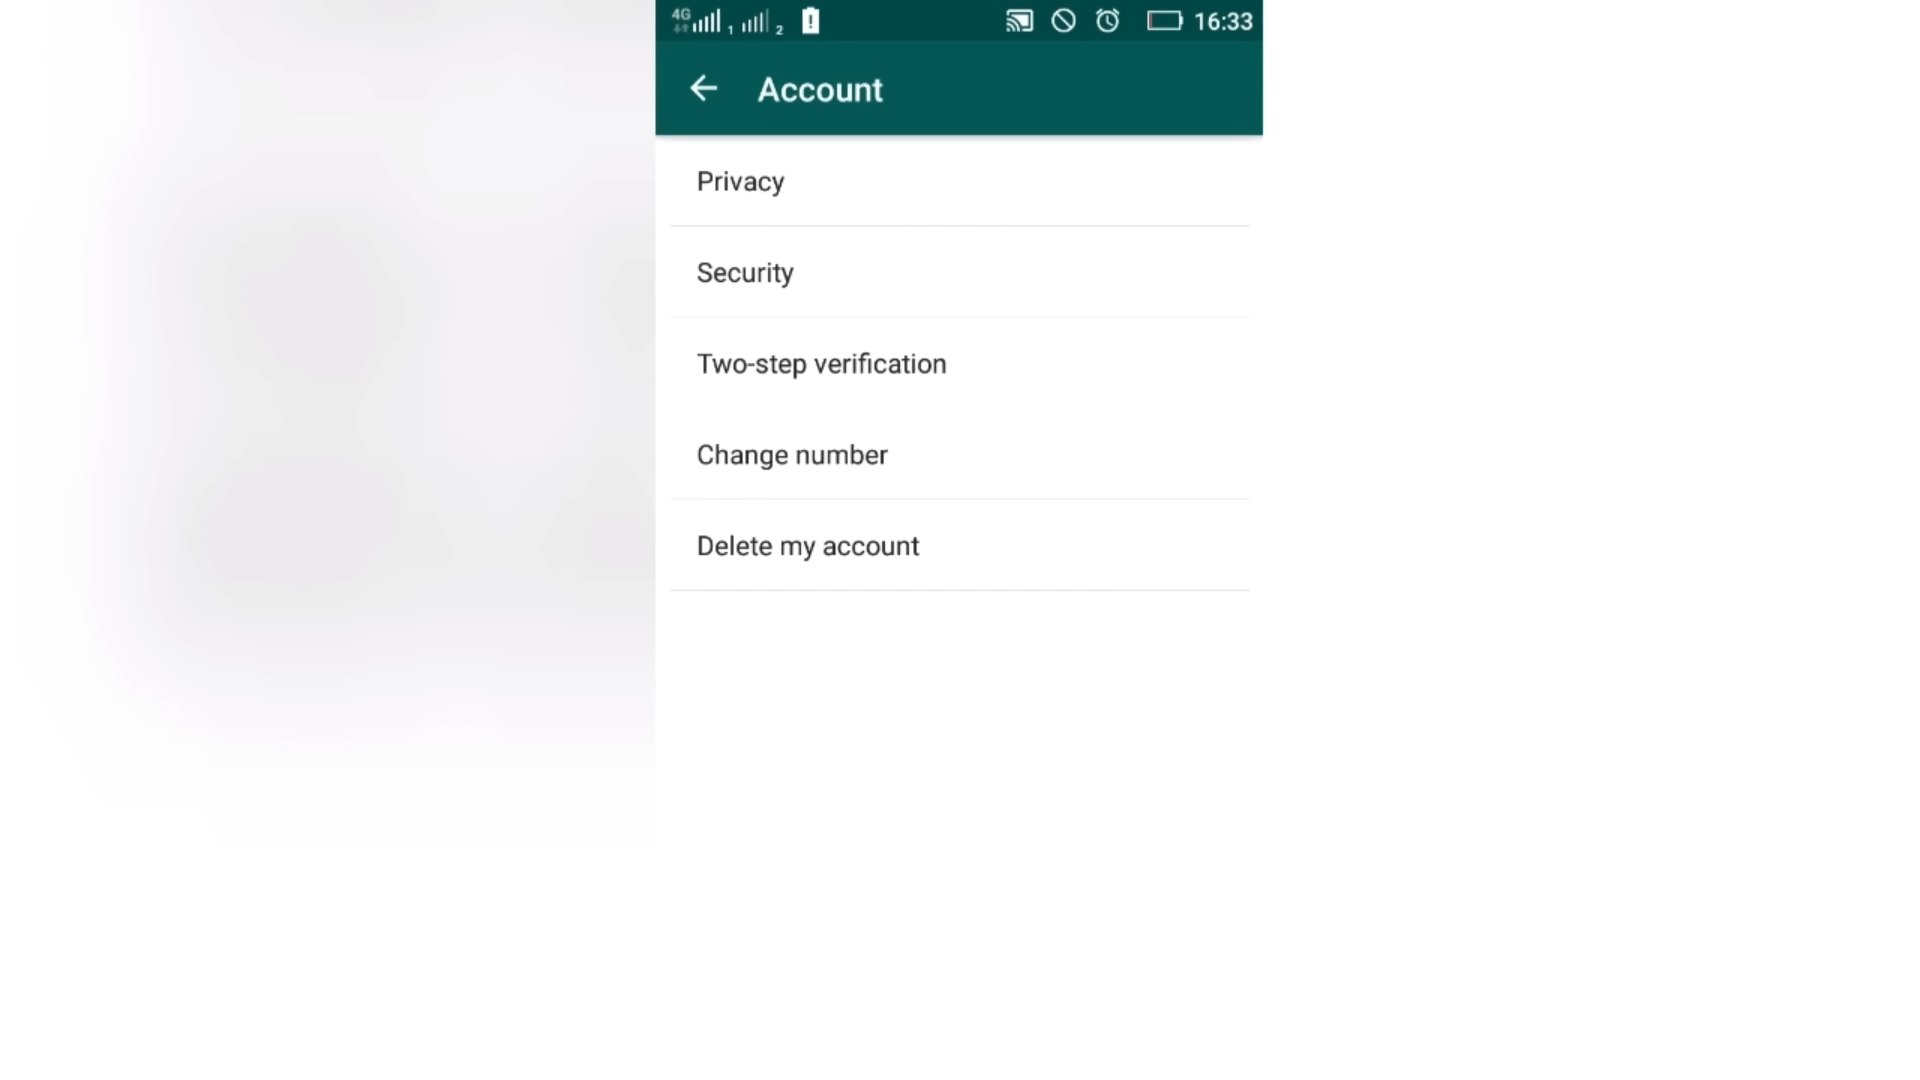 4G 1 2 16:33
Account
Privacy
Security
Two-step verification
Change number
Delete my account